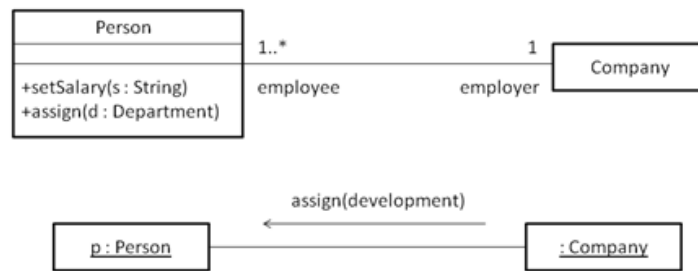 Person
1..*
1
Company
+setSalary(s : String)
+assign(d : Department)
employee
employer
assign(development)
p : Person
: Company